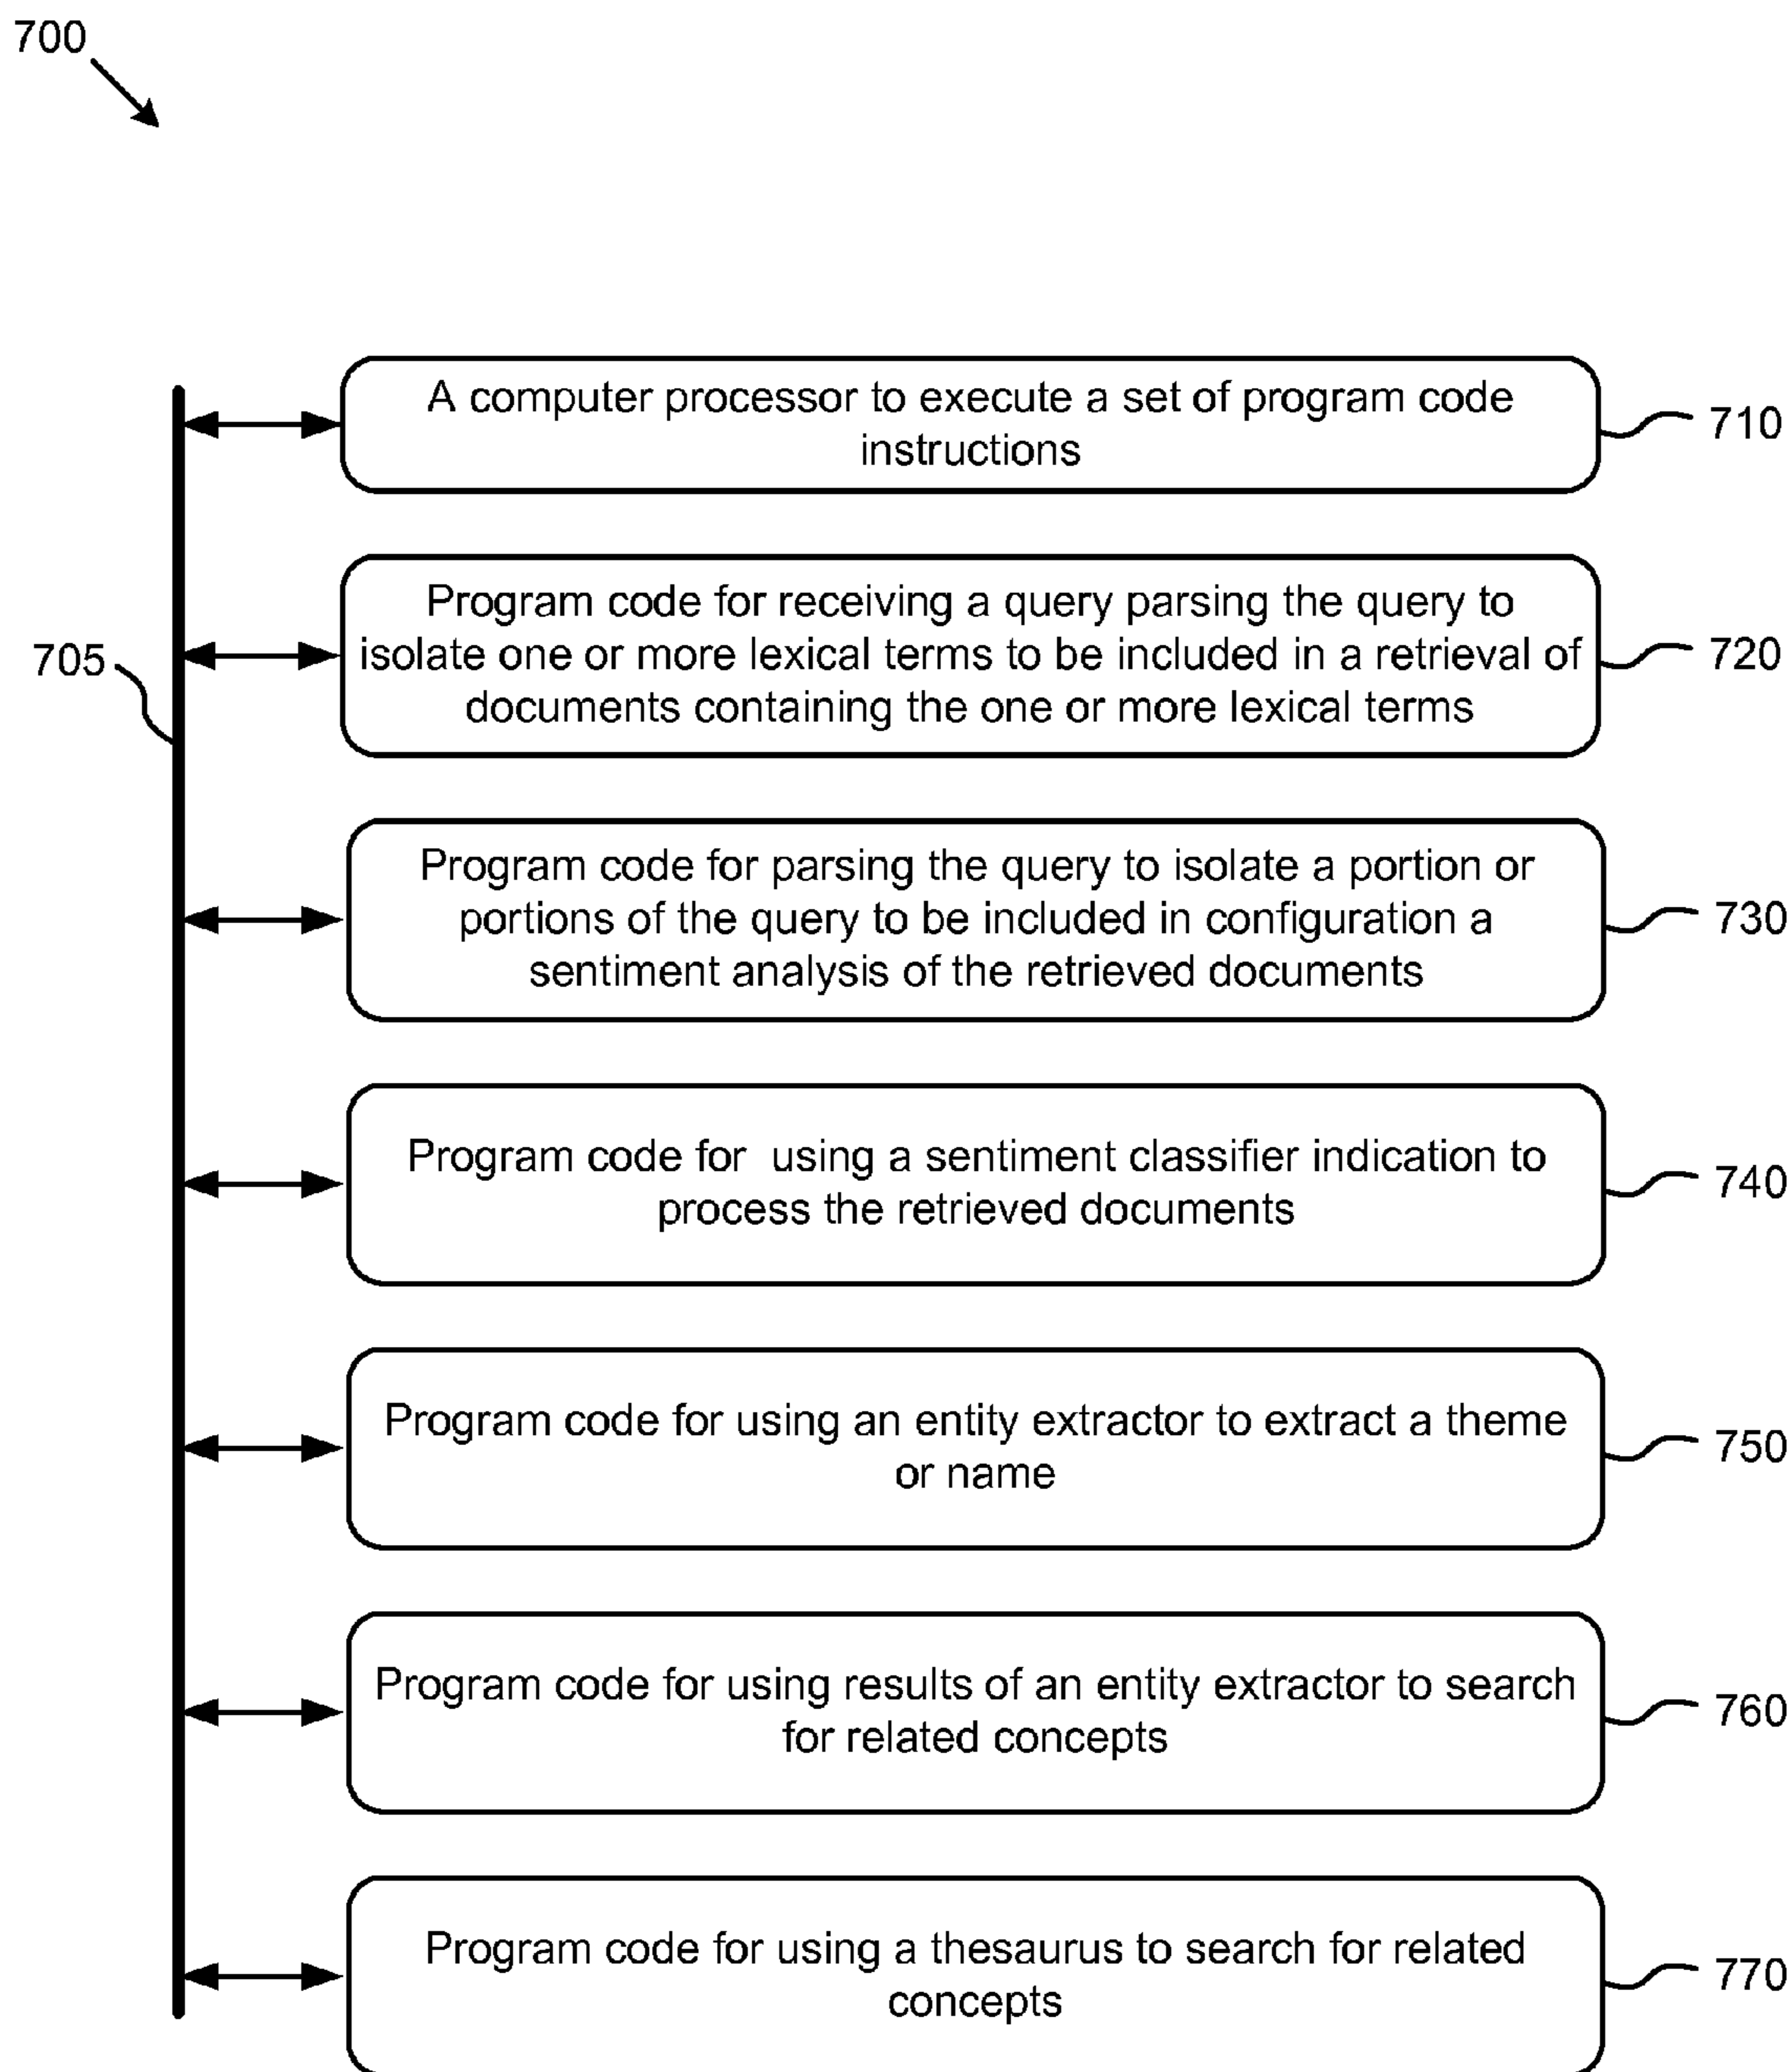 700
A computer processor to execute a set of program code
instructions
710
Program code for receiving a query parsing the query to
isolate one or more lexical terms to be included in a retrieval of
documents containing the one or more lexical terms
720
705
Program code for parsing the query to isolate a portion or
portions of the query to be included in configuration a
sentiment analysis of the retrieved documents
730
Program code for  using a sentiment classifier indication to
process the retrieved documents
740
Program code for using an entity extractor to extract a theme
or name
750
Program code for using results of an entity extractor to search
for related concepts
760
Program code for using a thesaurus to search for related
concepts
770